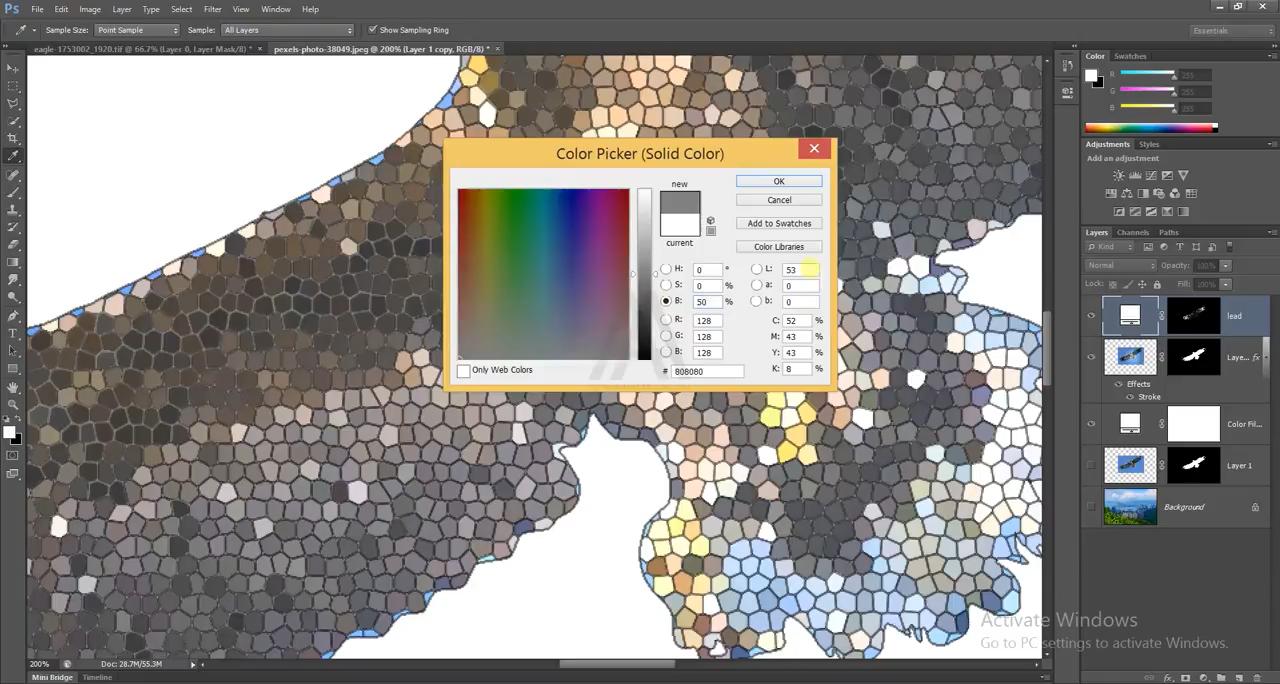 Ps File Edit Image Layer Type Select Filter View Window Help
Sample Size: Point Sample Sample: All Layers Show Sampling Ring Essentials
eagle-1753002_1920.tif @ 66.7% (Layer 0, Layer Mask/8) * × pexels-photo-38049.jpeg @ 200% (Layer 1 copy, RGB/8) * ×
Color Swatches
R 255
G 255
B 255
Adjustments Styles
Add an adjustment
Layers Channels Paths
Kind
Normal Opacity: 100%
Lock: Fill: 100%
lead
Laye... fx
Effects
Stroke
Color Fil...
Layer 1
Background
Color Picker (Solid Color)
new
current
OK
Cancel
Add to Swatches
Color Libraries
H: 0 ° L: 53
S: 0 % a: 0
B: 50 % b: 0
R: 128 C: 52 %
G: 128 M: 43 %
B: 128 Y: 43 %
# 808080 K: 8 %
Only Web Colors
Activate Windows
Go to PC settings to activate Windows.
200% Doc: 28.7M/55.3M
Mini Bridge Timeline